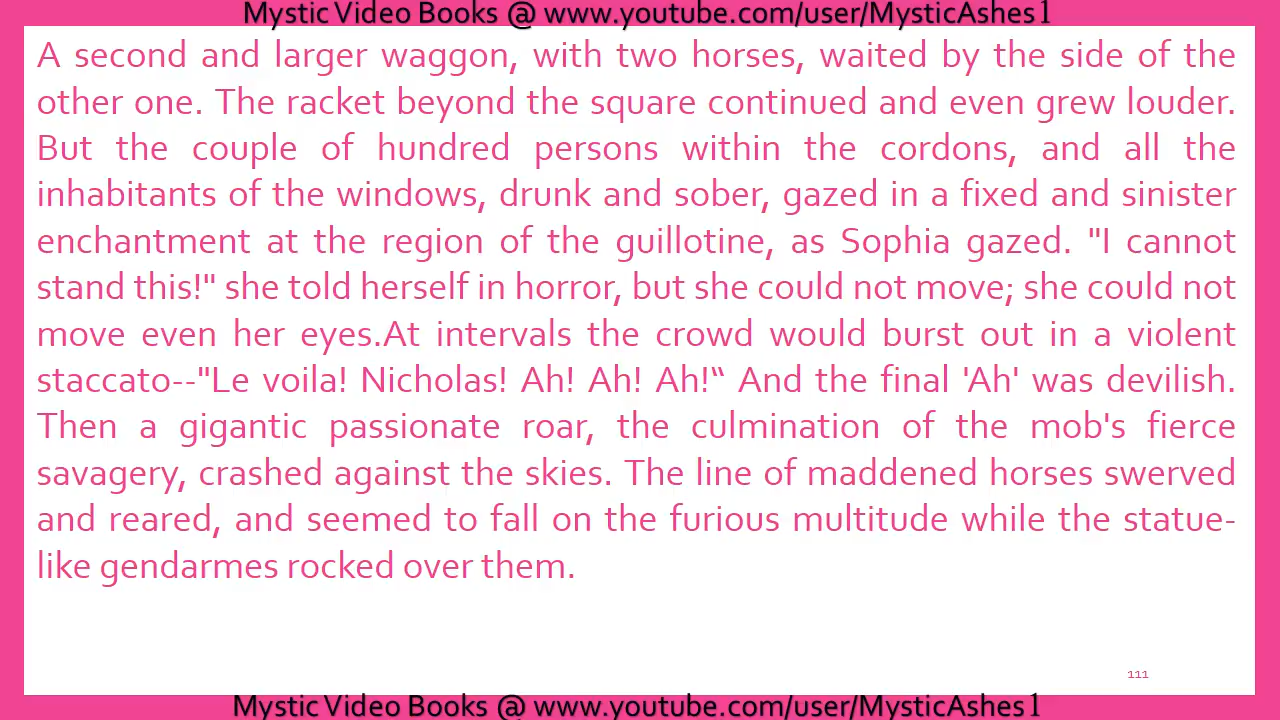 Mystic Video Books @ www.youtube.com/user/MysticAshes1
A second and larger waggon, with two horses, waited by the side of the
other one. The racket beyond the square continued and even grew louder.
But the couple of hundred persons within the cordons, and all the
inhabitants of the windows, drunk and sober, gazed in a fixed and sinister
enchantment at the region of the guillotine, as Sophia gazed. "I cannot
stand this!" she told herself in horror, but she could not move; she could not
move even her eyes.At intervals the crowd would burst out in a violent
staccato--"Le voila! Nicholas! Ah! Ah! Ah!“ And the final 'Ah' was devilish.
Then a gigantic passionate roar, the culmination of the mob's fierce
savagery, crashed against the skies. The line of maddened horses swerved
and reared, and seemed to fall on the furious multitude while the statue-
like gendarmes rocked over them.
111
Mystic Video Books @ www.youtube.com/user/MysticAshes1